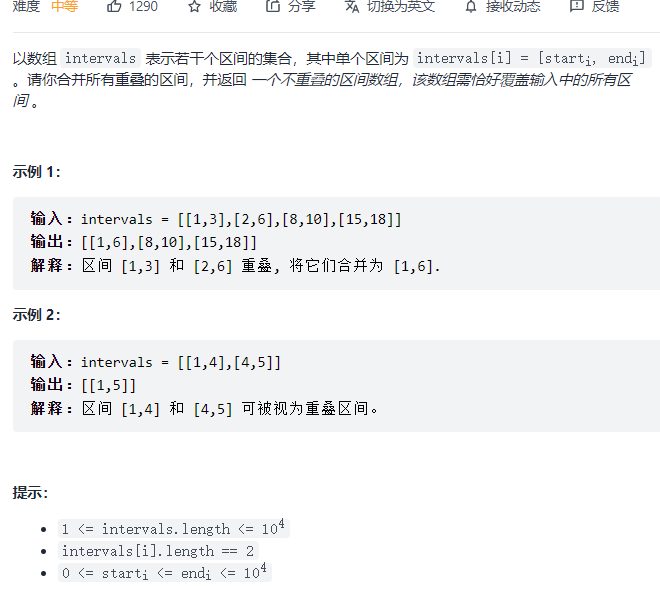 难度 中等 1290 收藏 分享 切换为英文 接收动态 反馈
以数组 intervals 表示若干个区间的集合，其中单个区间为 intervals[i] = [starti, endi]
。请你合并所有重叠的区间，并返回 一个不重叠的区间数组，该数组需恰好覆盖输入中的所有区
间 。
示例 1：
输入：intervals = [[1,3],[2,6],[8,10],[15,18]]
输出：[[1,6],[8,10],[15,18]]
解释：区间 [1,3] 和 [2,6] 重叠, 将它们合并为 [1,6].
示例 2：
输入：intervals = [[1,4],[4,5]]
输出：[[1,5]]
解释：区间 [1,4] 和 [4,5] 可被视为重叠区间。
提示：
• 1 <= intervals.length <= 10^4
• intervals[i].length == 2
• 0 <= starti <= endi <= 10^4